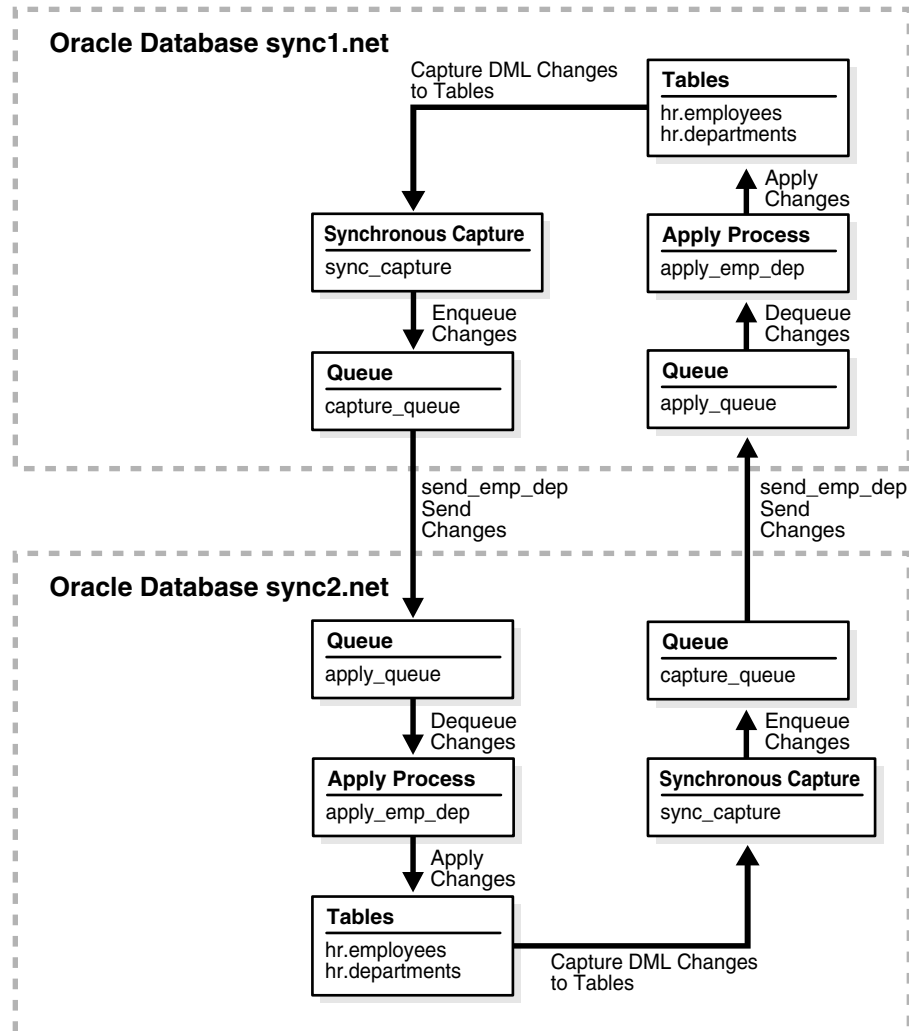 Oracle Database sync1.net
Capture DML Changes
to Tables
Tables
hr.employees
hr.departments
Apply
Changes
Synchronous Capture
sync_capture
Apply Process
apply_emp_dep
Enqueue
Changes
Dequeue
Changes
Queue
capture_queue
Queue
apply_queue
send_emp_dep
Send
Changes
send_emp_dep
Send
Changes
Oracle Database sync2.net
Queue
apply_queue
Queue
capture_queue
Dequeue
Changes
Enqueue
Changes
Apply Process
apply_emp_dep
Synchronous Capture
sync_capture
Apply
Changes
Tables
hr.employees
hr.departments
Capture DML Changes
to Tables